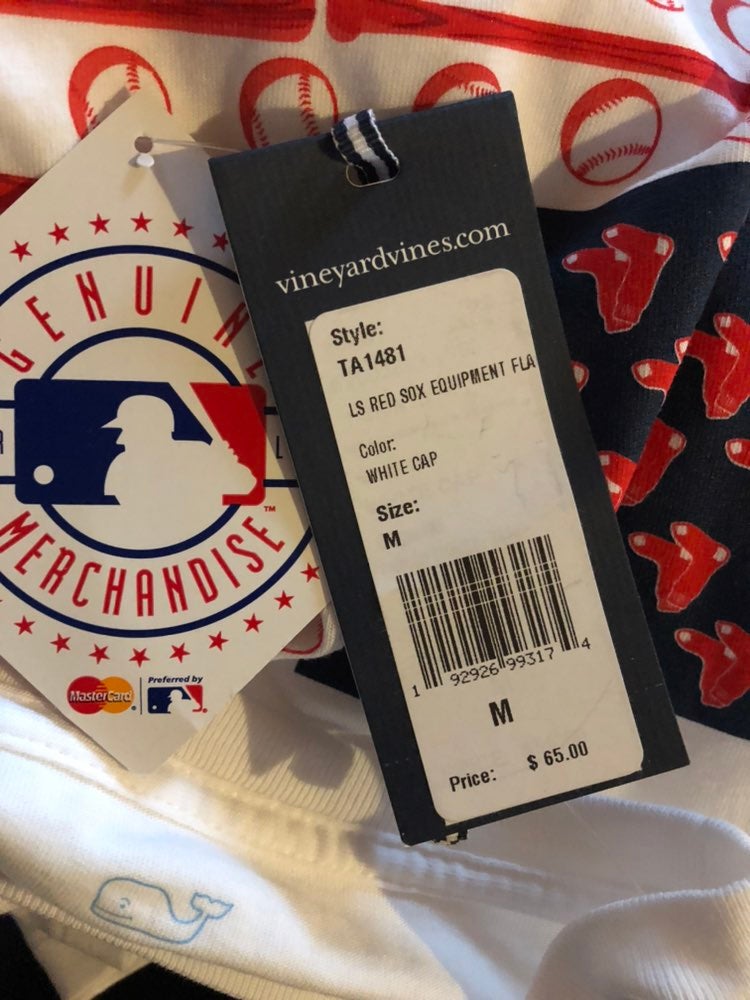 GENUINE
MERCHANDISE
™
MasterCard
Preferred by
vineyardvines.com
Style:
TA1481
LS RED SOX EQUIPMENT FLA
Color:
WHITE CAP
Size:
M
1 92926 99317 4
M
Price: $ 65.00